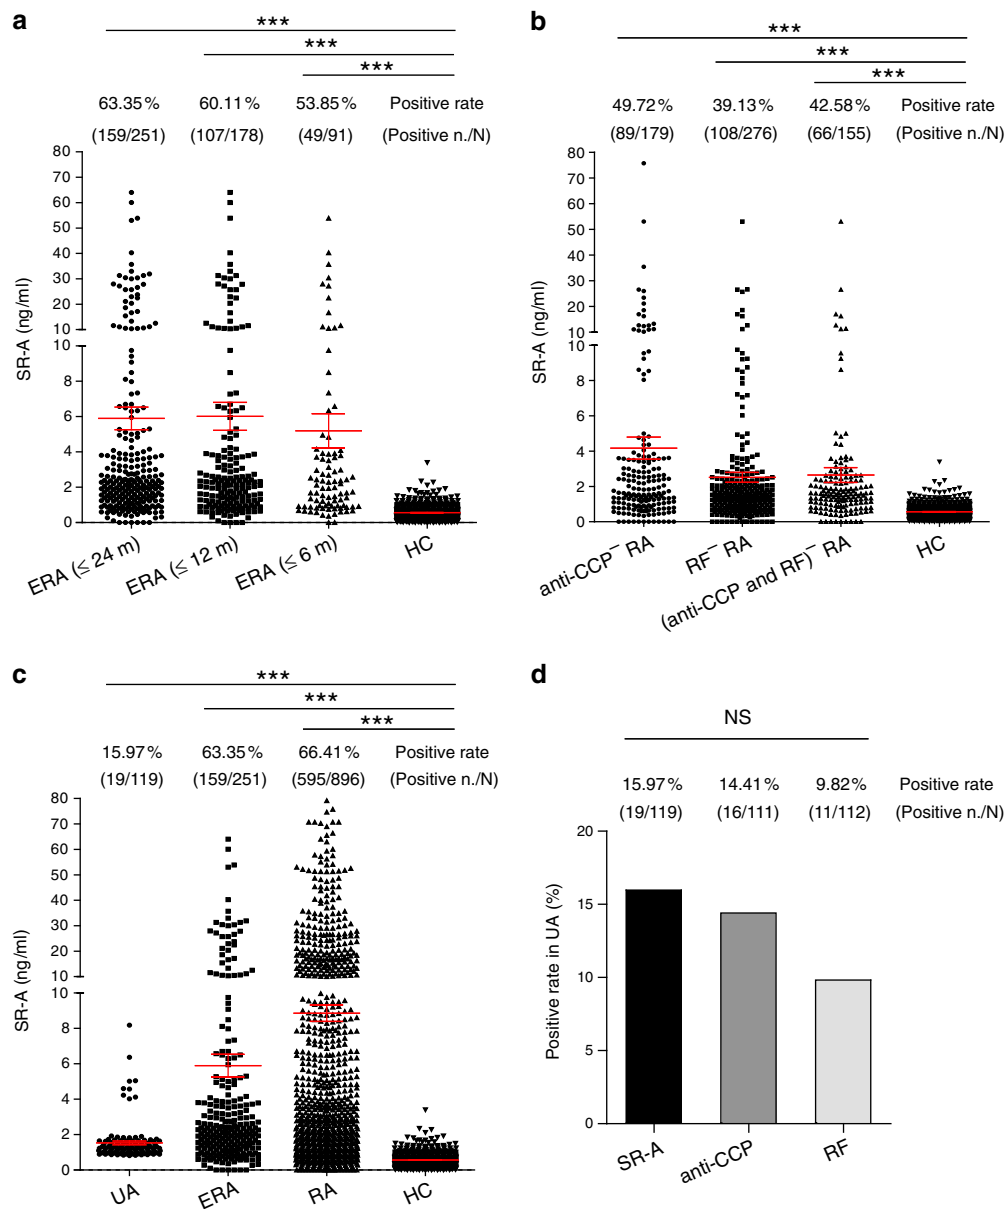 a
***
***
***
63.35% 60.11% 53.85% Positive rate
(159/251) (107/178) (49/91) (Positive n./N)
SR-A (ng/ml)
80
70
60
50
40
30
20
10
10
8
6
4
2
0
ERA (≤ 24 m) ERA (≤ 12 m) ERA (≤ 6 m) HC
b
***
***
***
49.72% 39.13% 42.58% Positive rate
(89/179) (108/276) (66/155) (Positive n./N)
SR-A (ng/ml)
80
70
60
50
40
30
20
10
10
8
6
4
2
0
anti-CCP⁻ RA RF⁻ RA (anti-CCP and RF)⁻ RA HC
c
***
***
***
15.97% 63.35% 66.41% Positive rate
(19/119) (159/251) (595/896) (Positive n./N)
SR-A (ng/ml)
80
70
60
50
40
30
20
10
10
8
6
4
2
0
UA ERA RA HC
d
NS
15.97% 14.41% 9.82% Positive rate
(19/119) (16/111) (11/112) (Positive n./N)
Positive rate in UA (%)
20
15
10
5
0
SR-A anti-CCP RF